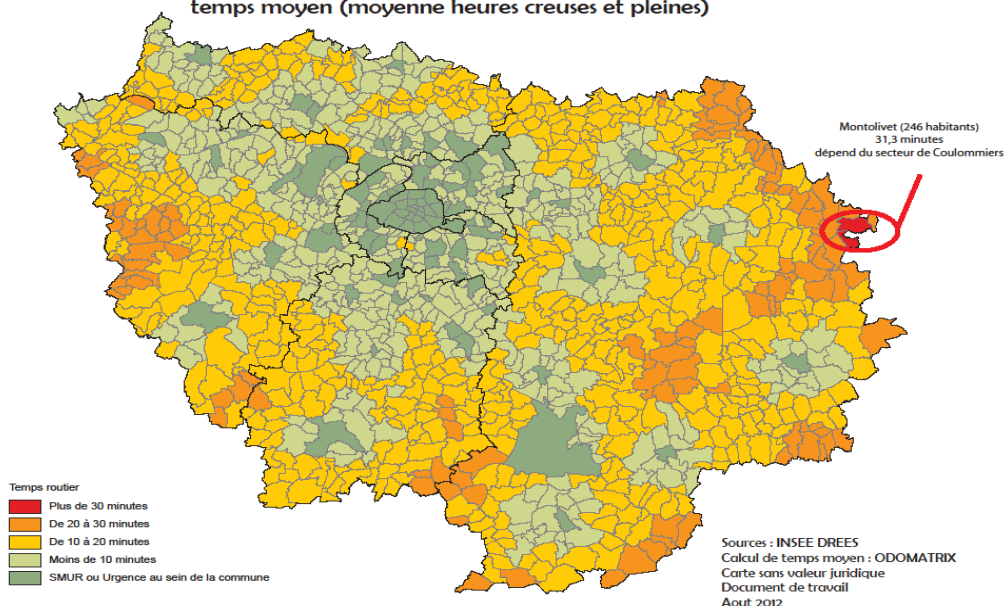 temps moyen (moyenne heures creuses et pleines)
Montolivet (246 habitants)
31,3 minutes
dépend du secteur de Coulommiers
Temps routier
Plus de 30 minutes
De 20 à 30 minutes
De 10 à 20 minutes
Moins de 10 minutes
SMUR ou Urgence au sein de la commune
Sources : INSEE DREES
Calcul de temps moyen : ODOMATRIX
Carte sans valeur juridique
Document de travail
Aout 2012